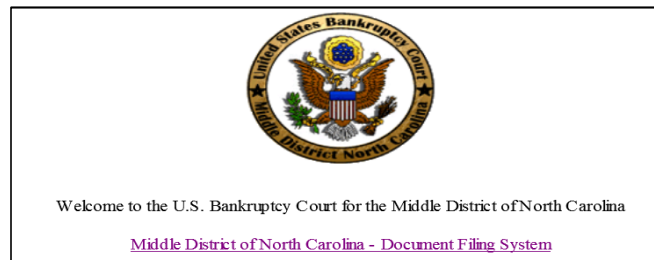 United States Bankruptcy Court
Middle District North Carolina
Welcome to the U.S. Bankruptcy Court for the Middle District of North Carolina
Middle District of North Carolina - Document Filing System